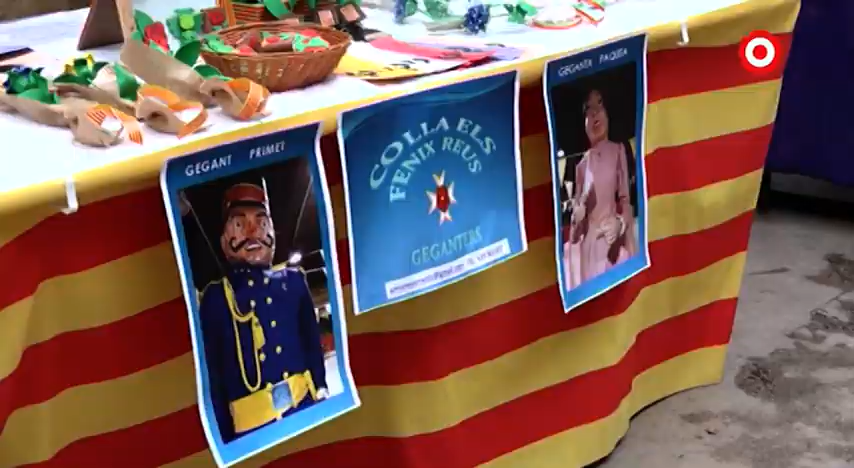 GEGANT PRIMET
COLLA ELS
FENIX REUS
GEGANTERS
GEGANTA PAQUITA